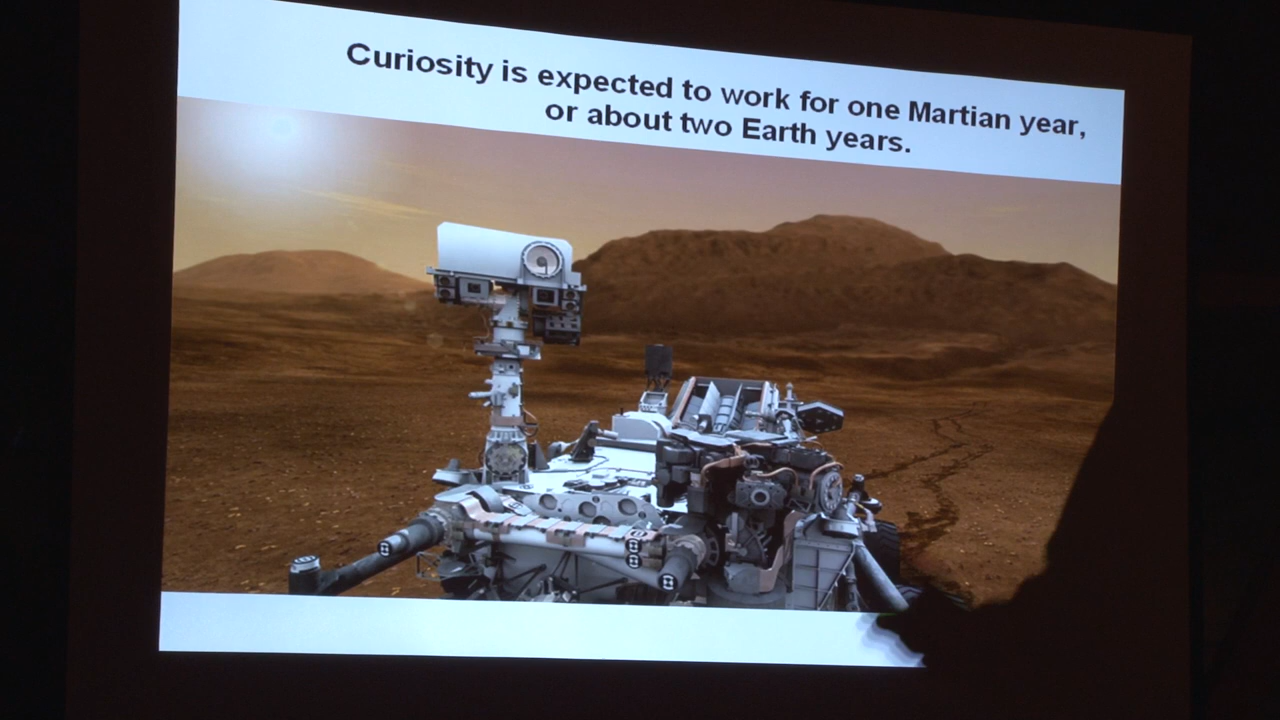 Curiosity is expected to work for one Martian year,
or about two Earth years.